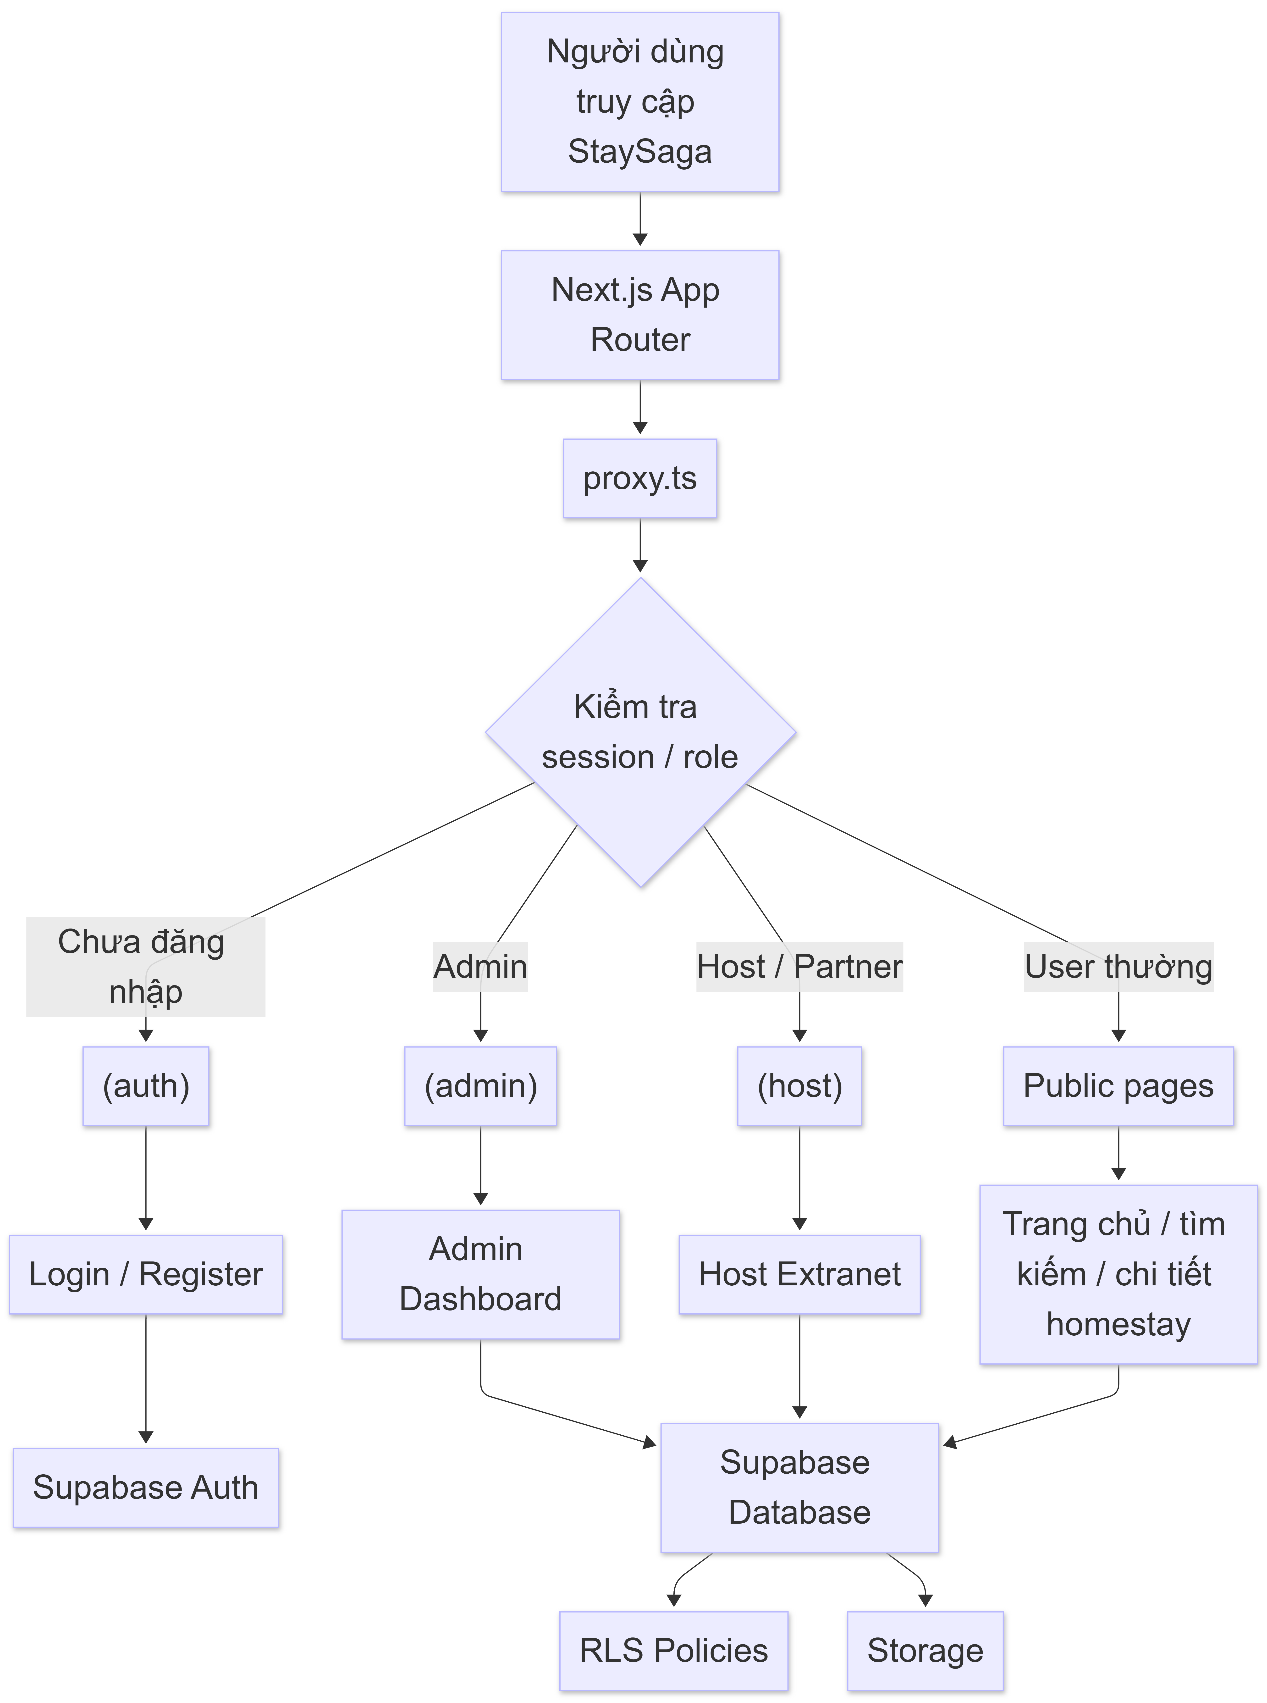 Người dùng
truy cập
StaySaga
Next.js App
Router
proxy.ts
Kiểm tra
session / role
Chưa đăng
nhập
Admin
Host / Partner
User thường
(auth)
(admin)
(host)
Public pages
Login / Register
Admin
Dashboard
Host Extranet
Trang chủ / tìm
kiếm / chi tiết
homestay
Supabase Auth
Supabase
Database
RLS Policies
Storage